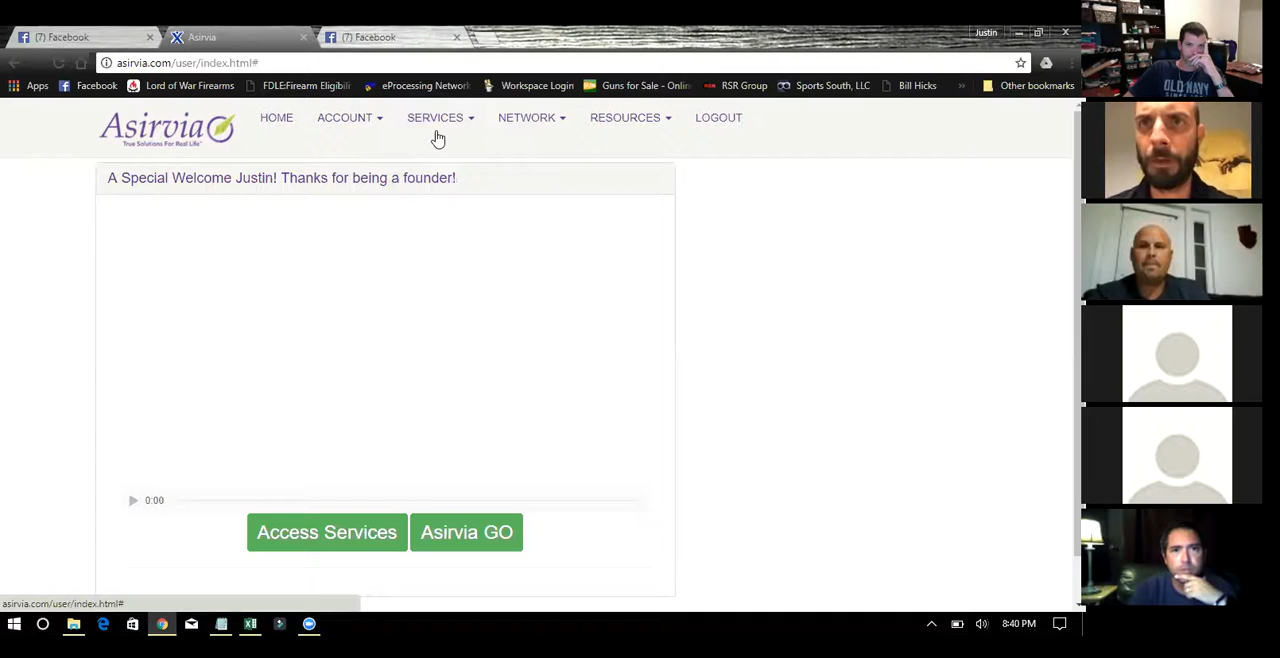 (7) Facebook
Asirvia
(7) Facebook
Justin
asirvia.com/user/index.html#
Apps
Facebook
Lord of War Firearms
FDLE:Firearm Eligibili
eProcessing Network
Workspace Login
Guns for Sale - Onlin
RSR Group
Sports South, LLC
Bill Hicks
»
Other bookmarks
Asirvia
True Solutions For Real Life™
HOME
ACCOUNT
SERVICES
NETWORK
RESOURCES
LOGOUT
A Special Welcome Justin! Thanks for being a founder!
0:00
Access Services
Asirvia GO
asirvia.com/user/index.html#
8:40 PM
OLD NAVY